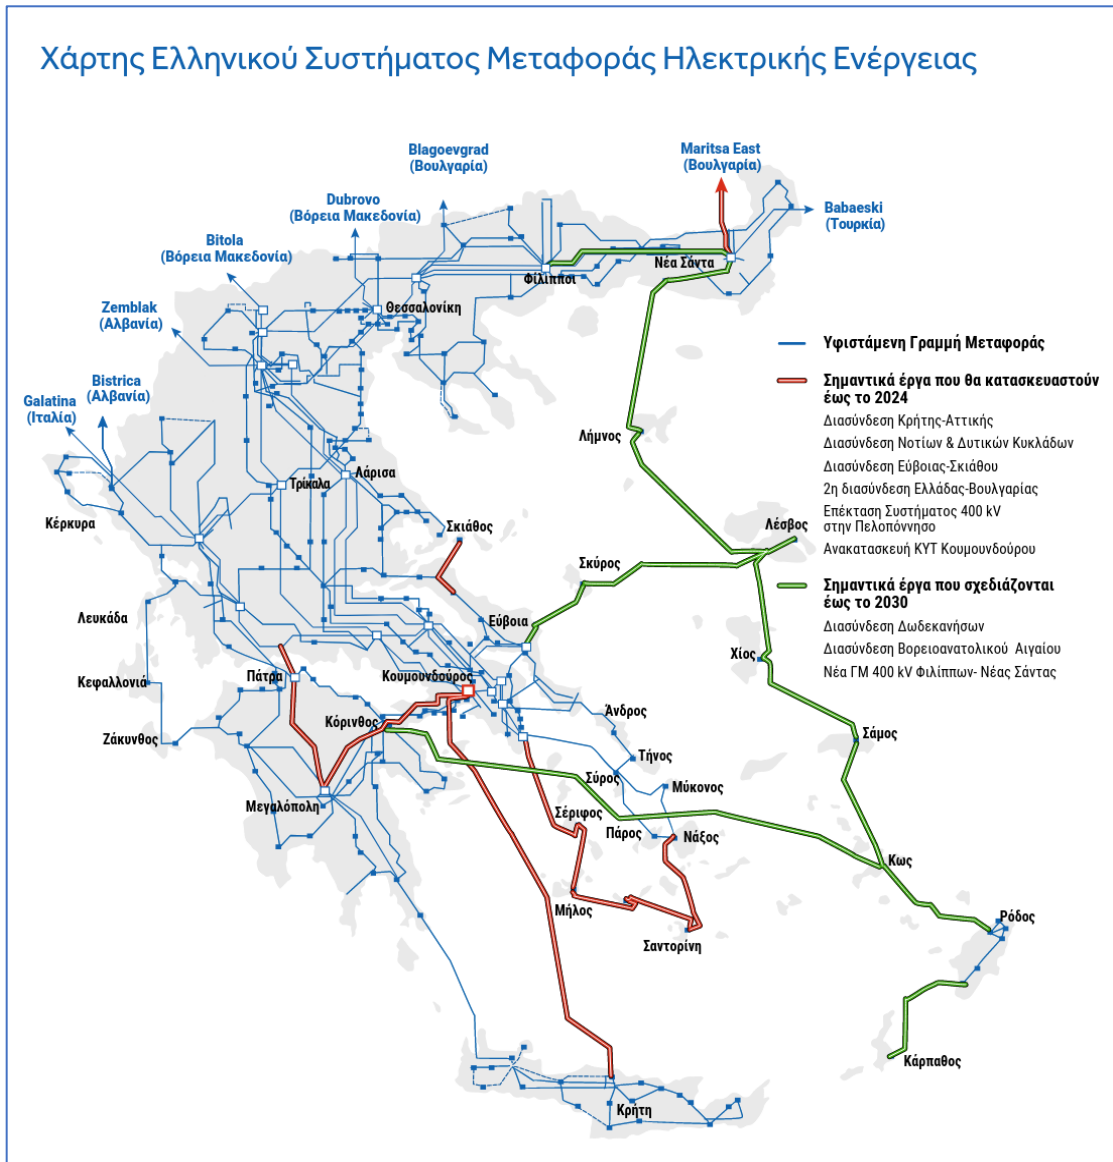 Χάρτης Ελληνικού Συστήματος Μεταφοράς Ηλεκτρικής Ενέργειας
Blagoevgrad
(Βουλγαρία)
Maritsa East
(Βουλγαρία)
Dubrovo
(Βόρεια Μακεδονία)
Babaeski
(Τουρκία)
Bitola
(Βόρεια Μακεδονία)
Νέα Σάντα
Φίλιπποι
Zemblak
(Αλβανία)
Θεσσαλονίκη
Bistrica
(Αλβανία)
Galatina
(Ιταλία)
Υφιστάμενη Γραμμή Μεταφοράς
Σημαντικά έργα που θα κατασκευαστούν
έως το 2024
Διασύνδεση Κρήτης-Αττικής
Διασύνδεση Νοτίων & Δυτικών Κυκλάδων
Διασύνδεση Εύβοιας-Σκιάθου
2η διασύνδεση Ελλάδας-Βουλγαρίας
Επέκταση Συστήματος 400 kV
στην Πελοπόννησο
Ανακατασκευή ΚΥΤ Κουμουνδούρου
Σημαντικά έργα που σχεδιάζονται
έως το 2030
Διασύνδεση Δωδεκανήσων
Διασύνδεση Βορειοανατολικού Αιγαίου
Νέα ΓΜ 400 kV Φιλίππων- Νέας Σάντας
Λήμνος
Λάρισα
Τρίκαλα
Κέρκυρα
Σκιάθος
Λέσβος
Σκύρος
Λευκάδα
Εύβοια
Χίος
Κεφαλλονιά
Πάτρα
Κουμουνδούρος
Κόρινθος
Άνδρος
Ζάκυνθος
Σάμος
Τήνος
Σύρος
Μύκονος
Μεγαλόπολη
Σέριφος
Πάρος
Νάξος
Κως
Μήλος
Ρόδος
Σαντορίνη
Κάρπαθος
Κρήτη